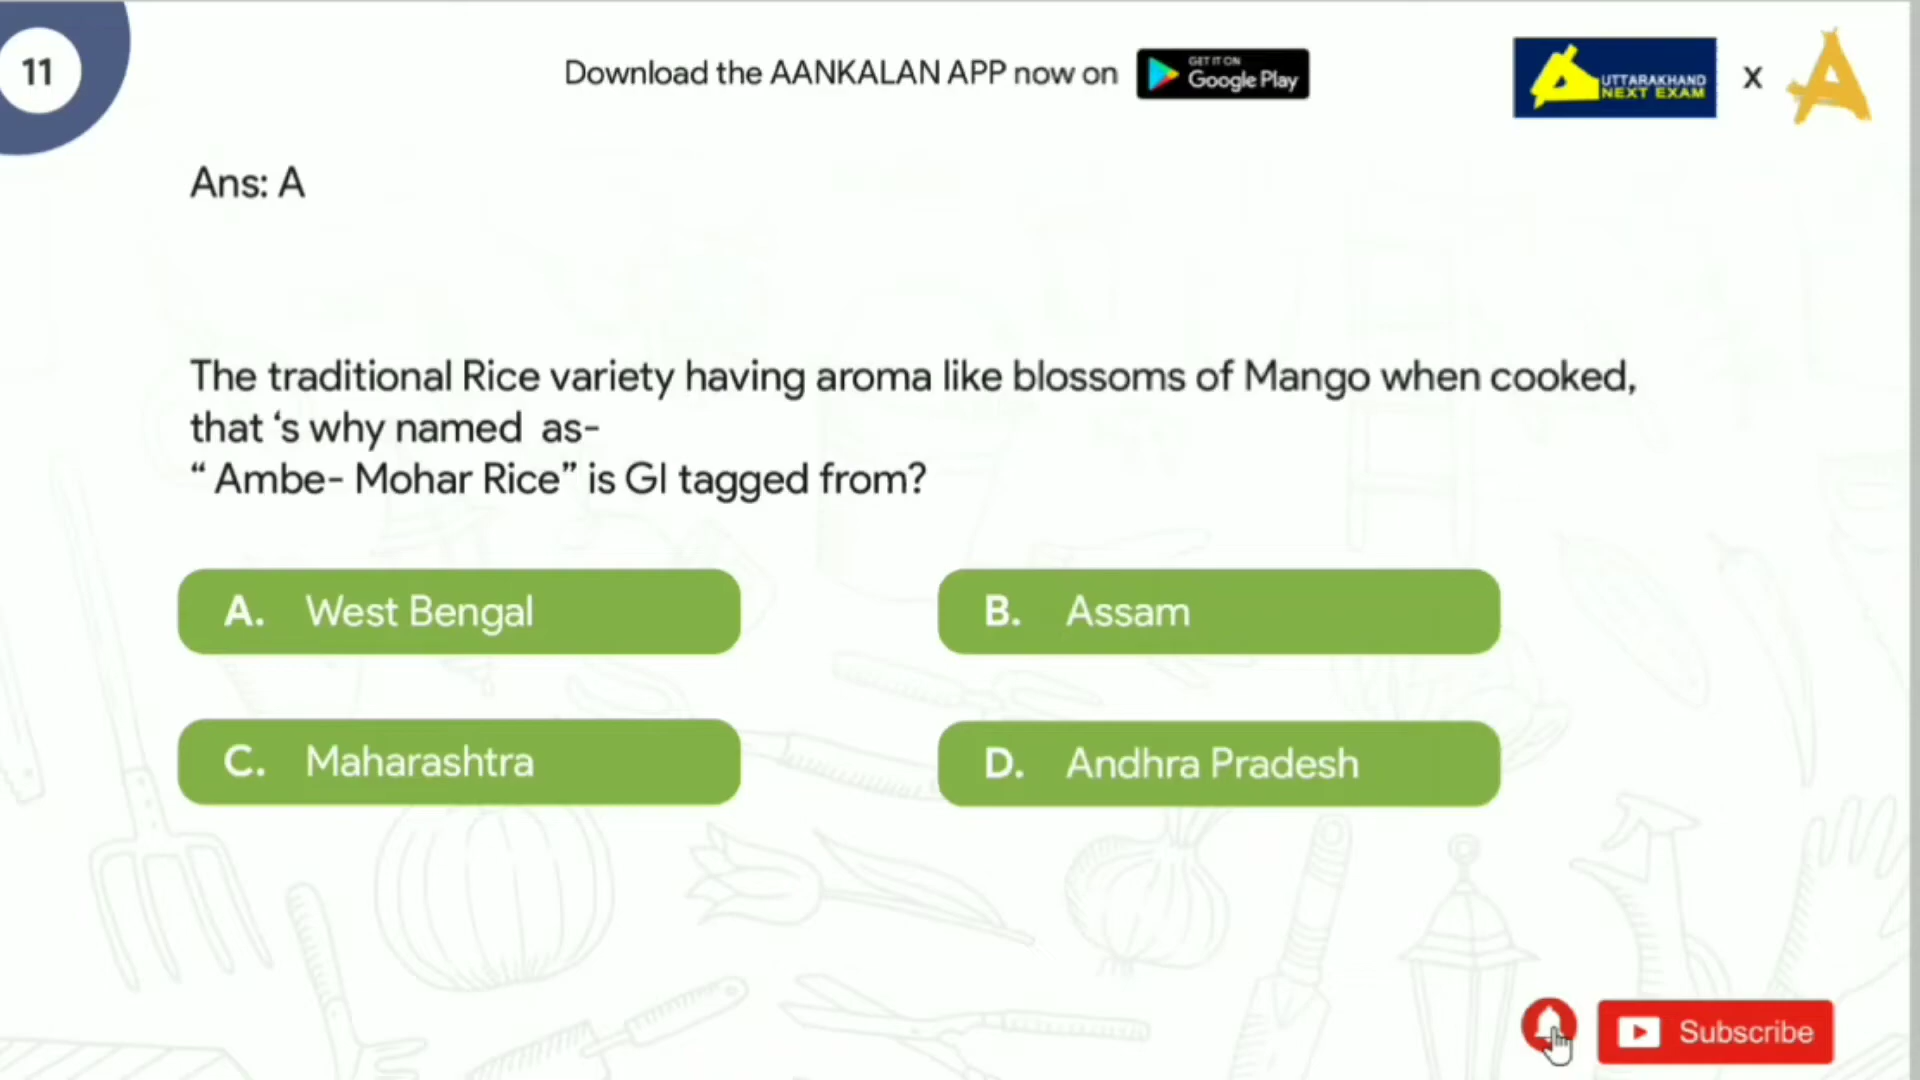 11
Download the AANKALAN APP now on
GET IT ON
Google Play
UTTARAKHAND
NEXT EXAM
X
Ans: A
The traditional Rice variety having aroma like blossoms of Mango when cooked,
that ‘s why named as-
“ Ambe- Mohar Rice” is GI tagged from?
A. West Bengal
B. Assam
C. Maharashtra
D. Andhra Pradesh
Subscribe